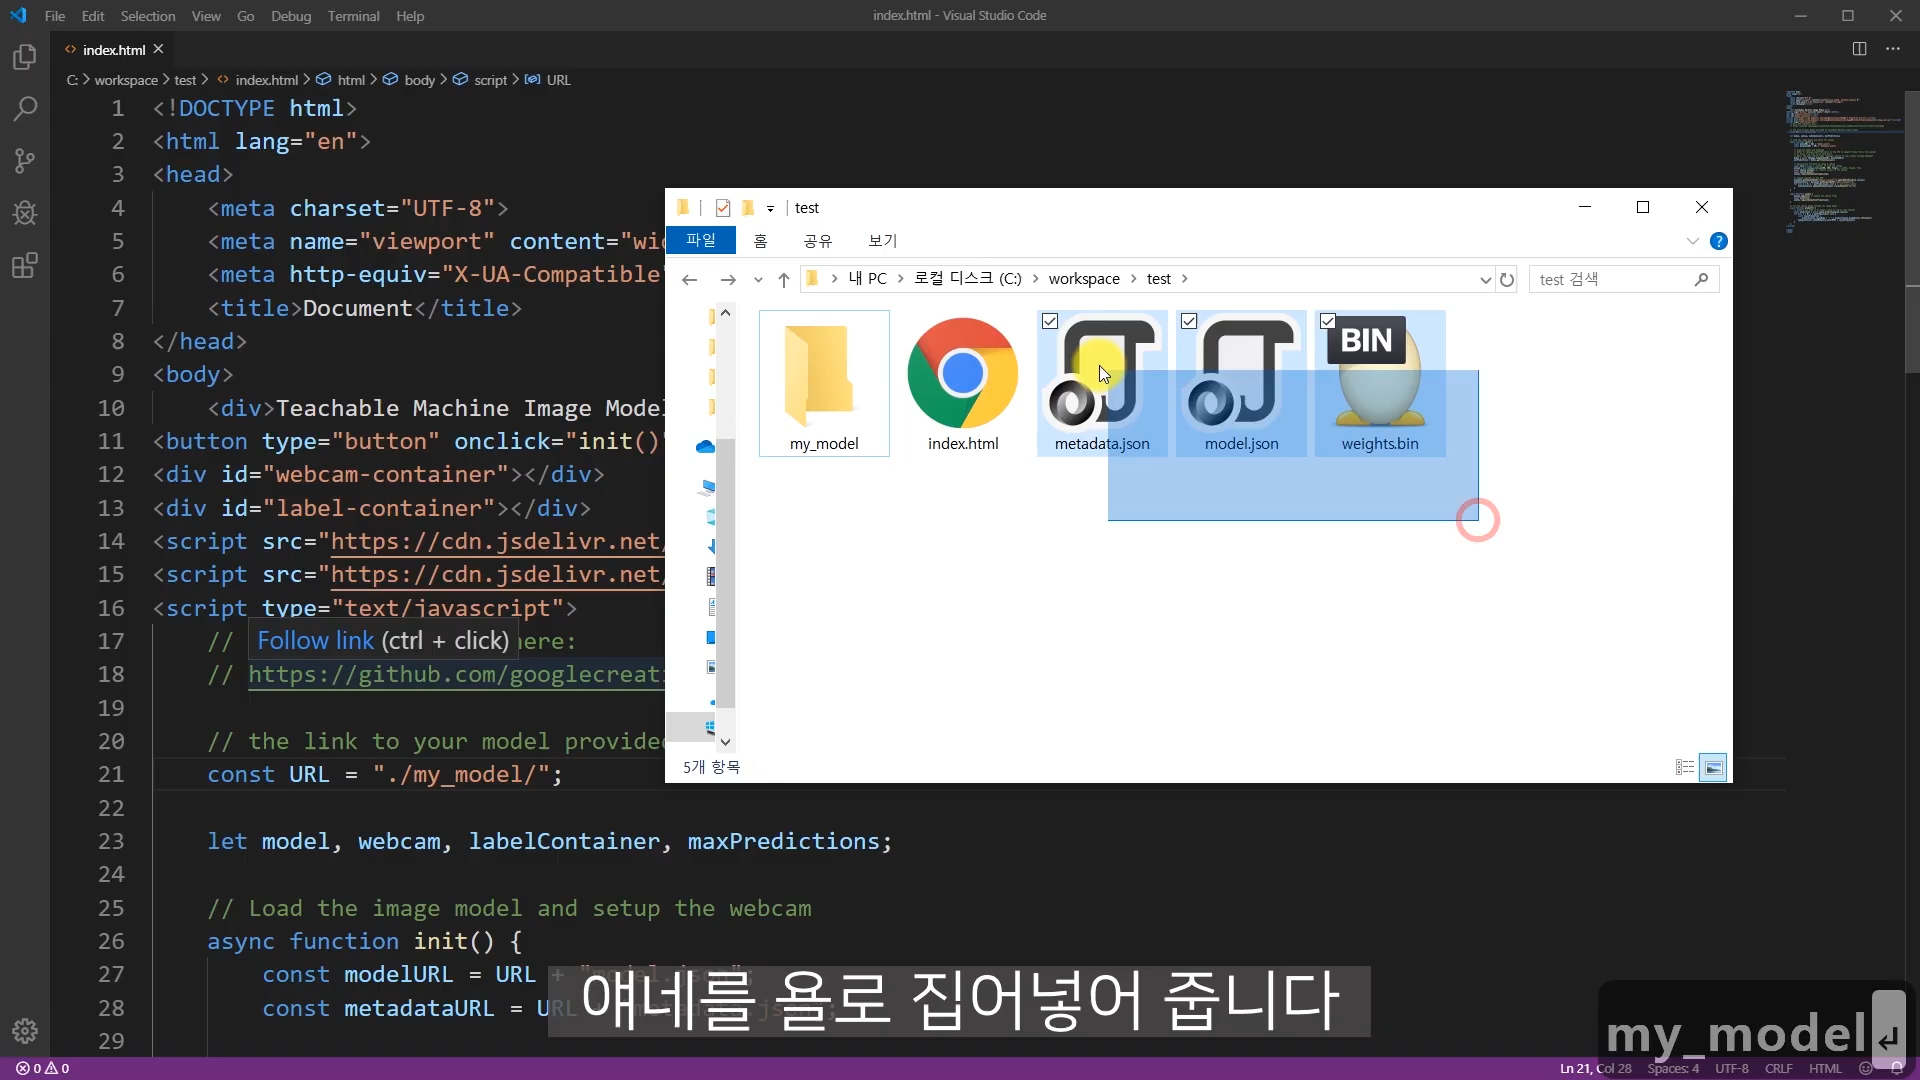 File Edit Selection View Go Debug Terminal Help
index.html - Visual Studio Code
index.html
C: > workspace > test > index.html > html > body > script > URL
1 <!DOCTYPE html>
2 <html lang="en">
3 <head>
4 <meta charset="UTF-8">
5 <meta name="viewport" content="wid
6 <meta http-equiv="X-UA-Compatible"
7 <title>Document</title>
8 </head>
9 <body>
10 <div>Teachable Machine Image Model
11 <button type="button" onclick="init()"
12 <div id="webcam-container"></div>
13 <div id="label-container"></div>
14 <script src="https://cdn.jsdelivr.net/
15 <script src="https://cdn.jsdelivr.net/
16 <script type="text/javascript">
17 // here:
Follow link (ctrl + click)
18 // https://github.com/googlecreati
19
20 // the link to your model provided
21 const URL = "./my_model/";
22
23 let model, webcam, labelContainer, maxPredictions;
24
25 // Load the image model and setup the webcam
26 async function init() {
27 const modelURL = URL + "model.json";
28 const metadataURL = URL
29
test
파일 홈 공유 보기
내 PC > 로컬 디스크 (C:) > workspace > test >
test 검색
my_model
index.html
metadata.json
model.json
BIN
weights.bin
5개 항목
얘네를 욜로 집어넣어 줍니다
my_model
0 0
Ln 21, Col 28 Spaces: 4 UTF-8 CRLF HTML